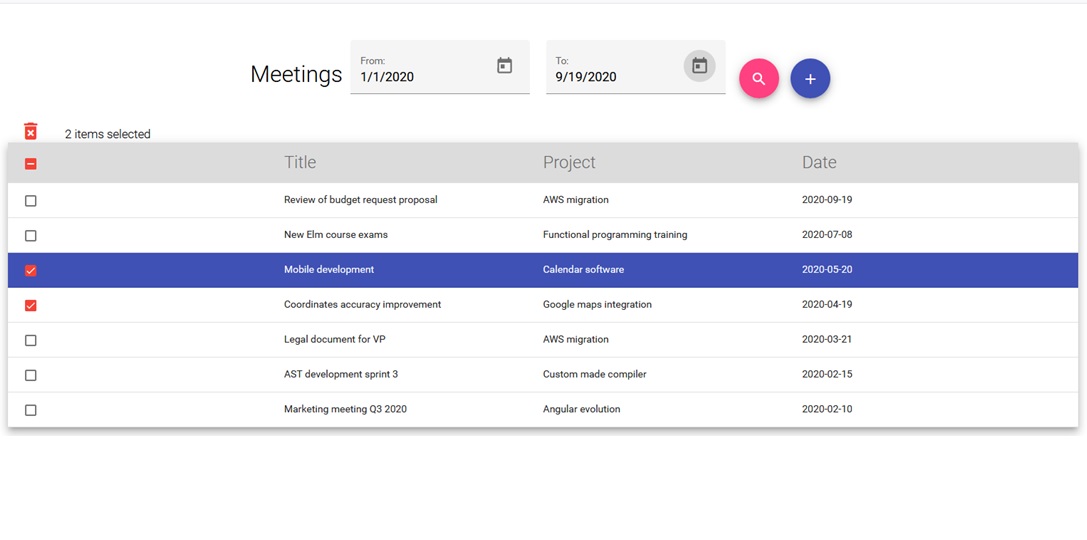 Meetings
From:
1/1/2020
To:
9/19/2020
2 items selected
Title Project Date
Review of budget request proposal AWS migration 2020-09-19
New Elm course exams Functional programming training 2020-07-08
Mobile development Calendar software 2020-05-20
Coordinates accuracy improvement Google maps integration 2020-04-19
Legal document for VP AWS migration 2020-03-21
AST development sprint 3 Custom made compiler 2020-02-15
Marketing meeting Q3 2020 Angular evolution 2020-02-10